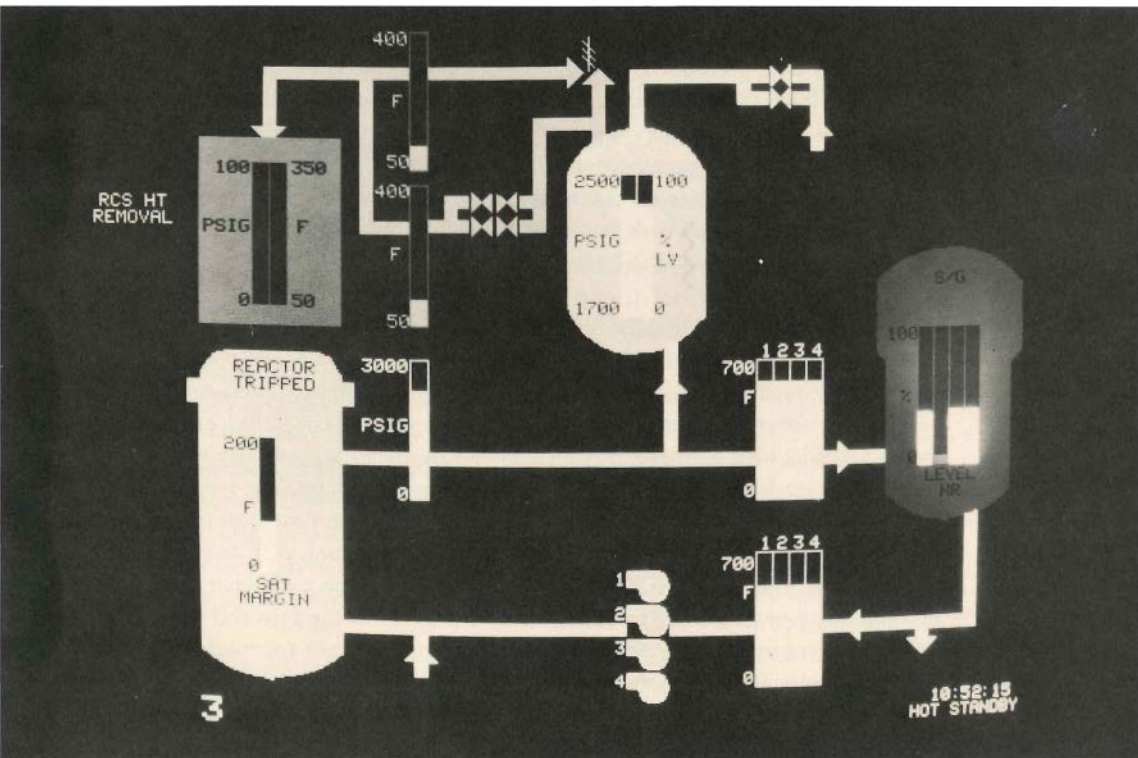 400
F
50
400
F
50
RCS HT
REMOVAL
100 350
PSIG F
0 50
2500 100
PSIG %
LV
1700 0
REACTOR
TRIPPED
200
F
0
SAT
MARGIN
3000
PSIG
0
1 2 3 4
700
F
0
S/G
100
%
0
LEVEL
NR
1 2 3 4
700
F
0
1
2
3
4
3
10:52:15
HOT STANDBY